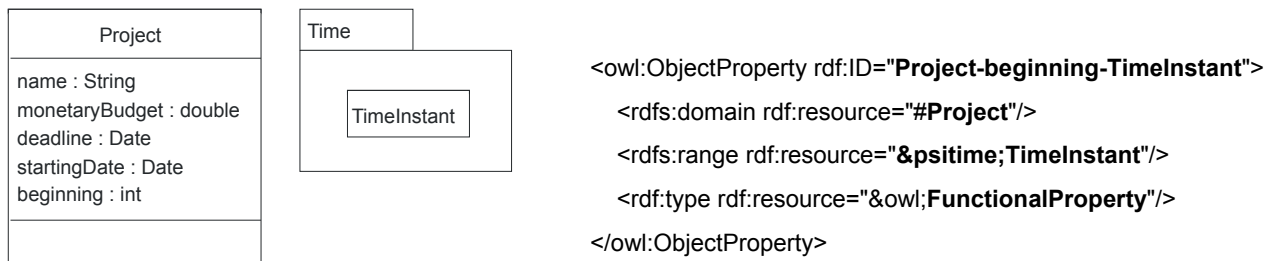 Project
name : String
monetaryBudget : double
deadline : Date
startingDate : Date
beginning : int
Time
TimeInstant
<owl:ObjectProperty rdf:ID="Project-beginning-TimeInstant">
<rdfs:domain rdf:resource="#Project"/>
<rdfs:range rdf:resource="&psitime;TimeInstant"/>
<rdf:type rdf:resource="&owl;FunctionalProperty"/>
</owl:ObjectProperty>